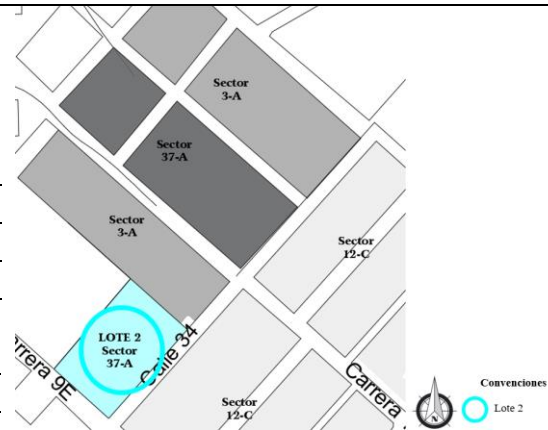 Sector
3-A
Sector
37-A
Sector
3-A
Sector
12-C
LOTE 2
Sector
37-A
Calle 34
rrera 9E
Sector
12-C
Carrera
N
Convenciones
Lote 2